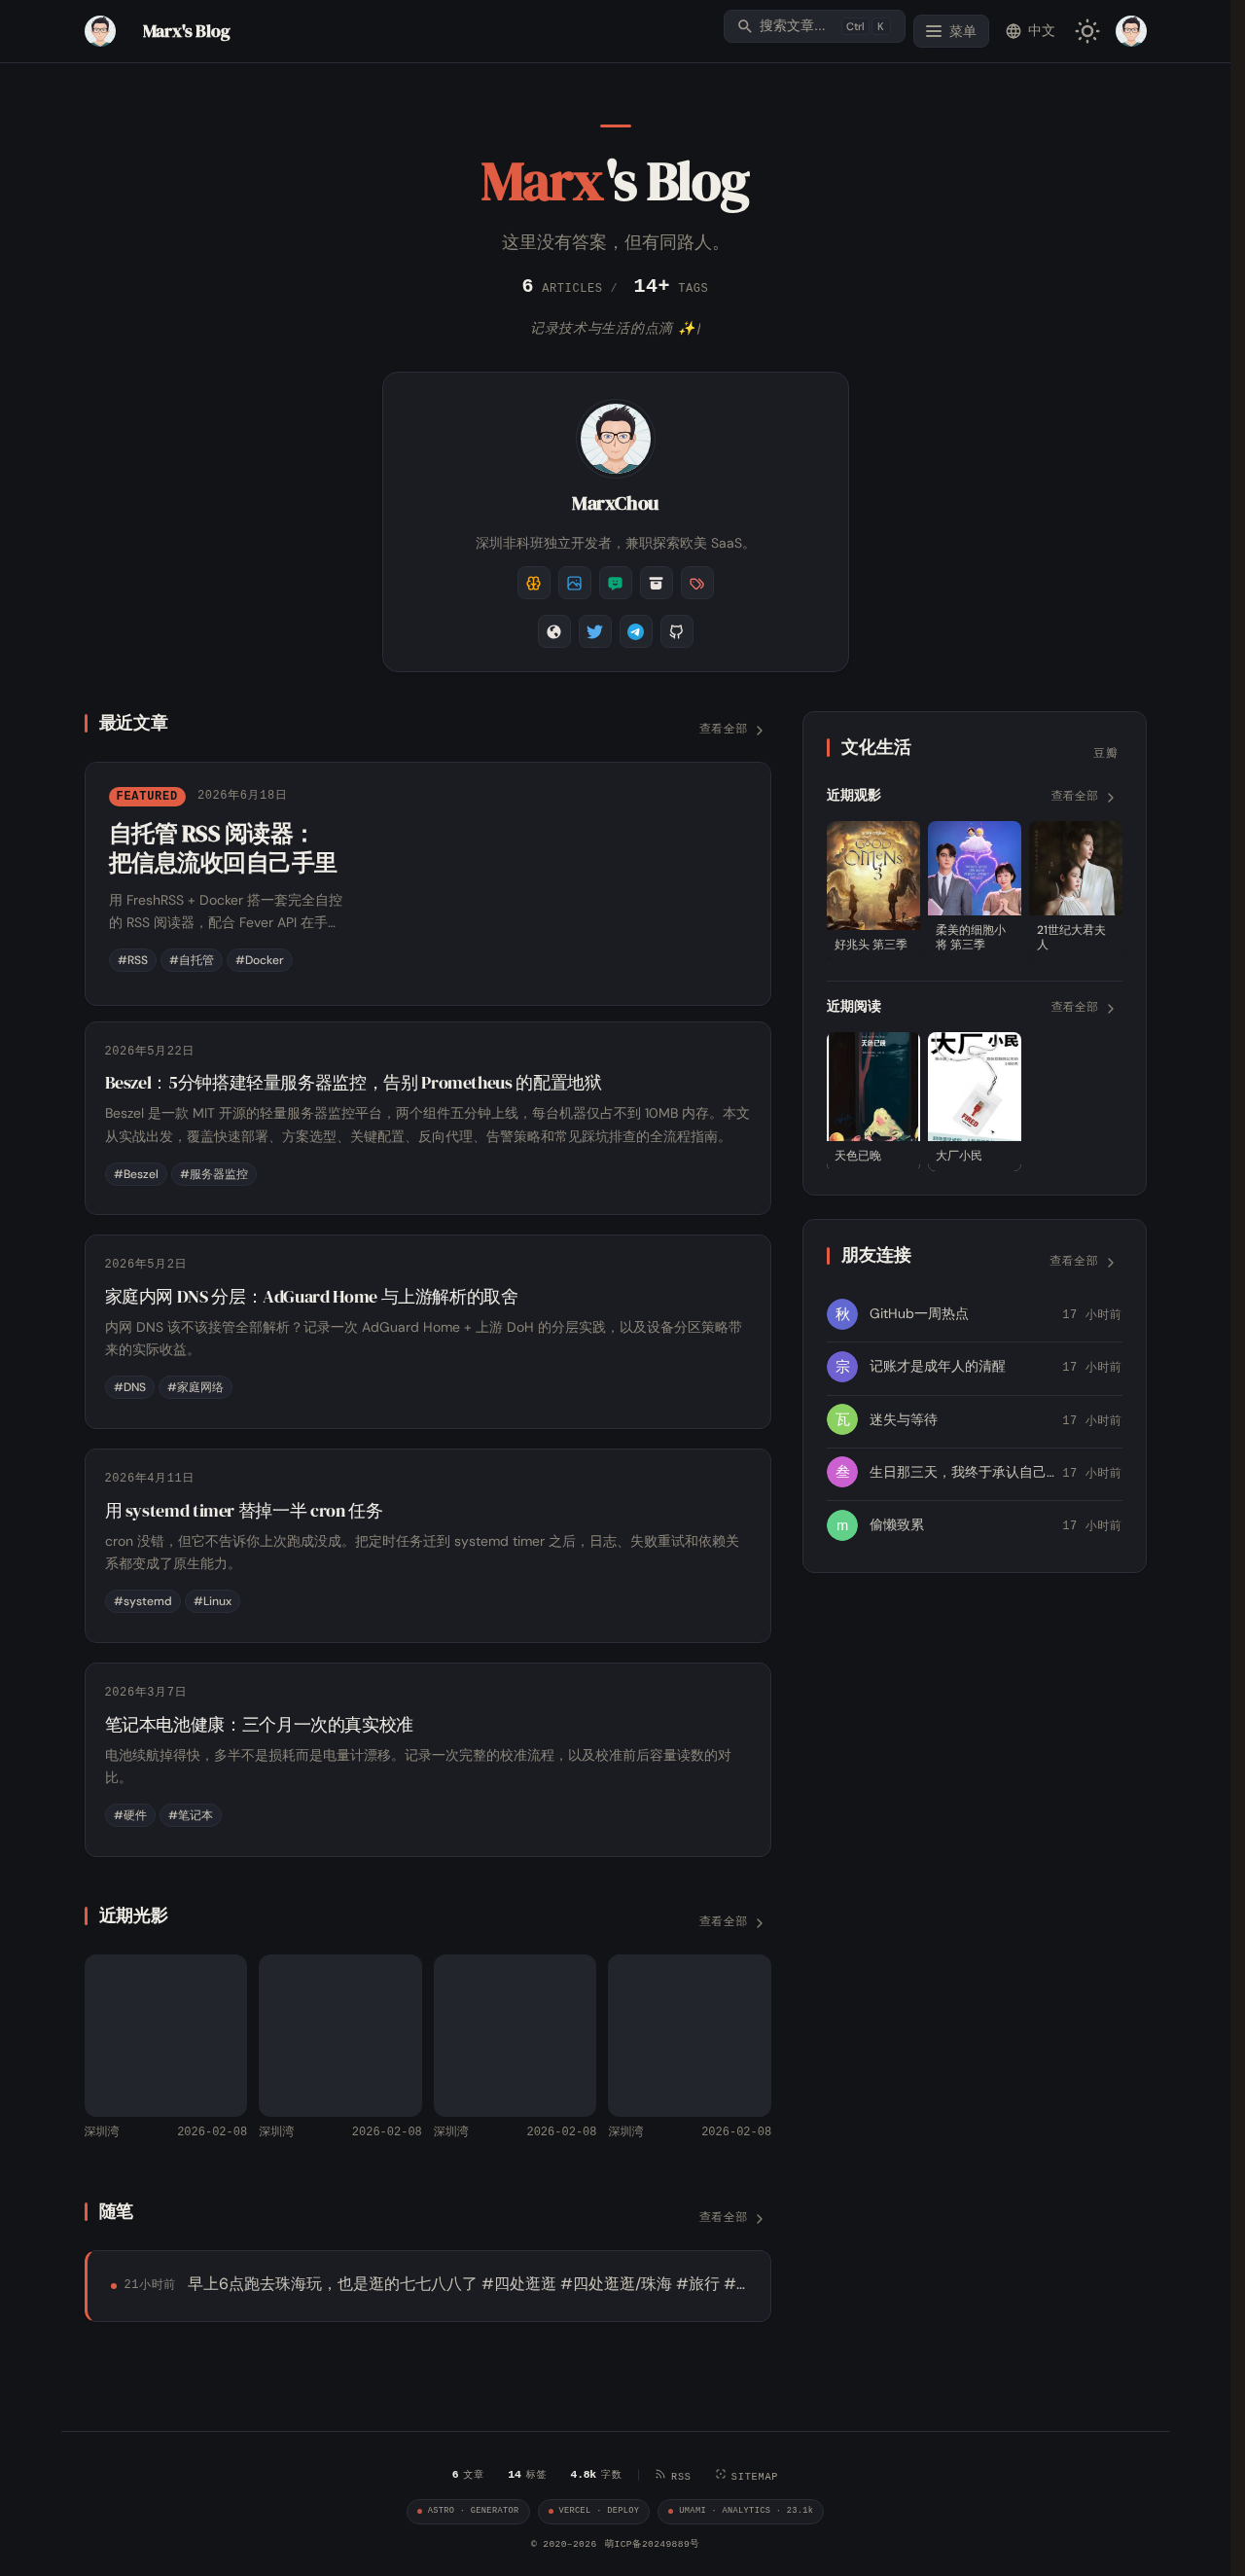 Marx's Blog
搜索文章... Ctrl K
菜单
中文
Marx's Blog
这里没有答案，但有同路人。
6 ARTICLES / 14+ TAGS
记录技术与生活的点滴 ✨|
MarxChou
深圳非科班独立开发者，兼职探索欧美 SaaS。
最近文章
查看全部
FEATURED 2026年6月18日
自托管 RSS 阅读器：
把信息流收回自己手里
用 FreshRSS + Docker 搭一套完全自控
的 RSS 阅读器，配合 Fever API 在手...
#RSS #自托管 #Docker
2026年5月22日
Beszel：5分钟搭建轻量服务器监控，告别 Prometheus 的配置地狱
Beszel 是一款 MIT 开源的轻量服务器监控平台，两个组件五分钟上线，每台机器仅占不到 10MB 内存。本文
从实战出发，覆盖快速部署、方案选型、关键配置、反向代理、告警策略和常见踩坑排查的全流程指南。
#Beszel #服务器监控
2026年5月2日
家庭内网 DNS 分层：AdGuard Home 与上游解析的取舍
内网 DNS 该不该接管全部解析？记录一次 AdGuard Home + 上游 DoH 的分层实践，以及设备分区策略带
来的实际收益。
#DNS #家庭网络
2026年4月11日
用 systemd timer 替掉一半 cron 任务
cron 没错，但它不告诉你上次跑成没成。把定时任务迁到 systemd timer 之后，日志、失败重试和依赖关
系都变成了原生能力。
#systemd #Linux
2026年3月7日
笔记本电池健康：三个月一次的真实校准
电池续航掉得快，多半不是损耗而是电量计漂移。记录一次完整的校准流程，以及校准前后容量读数的对
比。
#硬件 #笔记本
近期光影
查看全部
深圳湾 2026-02-08
深圳湾 2026-02-08
深圳湾 2026-02-08
深圳湾 2026-02-08
随笔
查看全部
21小时前 早上6点跑去珠海玩，也是逛的七七八八了 #四处逛逛 #四处逛逛/珠海 #旅行 #...
文化生活
豆瓣
近期观影
查看全部
GOOD OMENS 3
好兆头 第三季
柔美的细胞小
将 第三季
21世纪大君夫
人
近期阅读
查看全部
天色已晚
大厂 小民
FIRED
天色已晚
大厂小民
朋友连接
查看全部
秋 GitHub一周热点 17 小时前
宗 记账才是成年人的清醒 17 小时前
瓦 迷失与等待 17 小时前
叁 生日那三天，我终于承认自己... 17 小时前
m 偷懒致累 17 小时前
6 文章 14 标签 4.8k 字数 RSS SITEMAP
ASTRO · GENERATOR VERCEL · DEPLOY UMAMI · ANALYTICS · 23.1k
© 2020-2026 萌ICP备20249889号